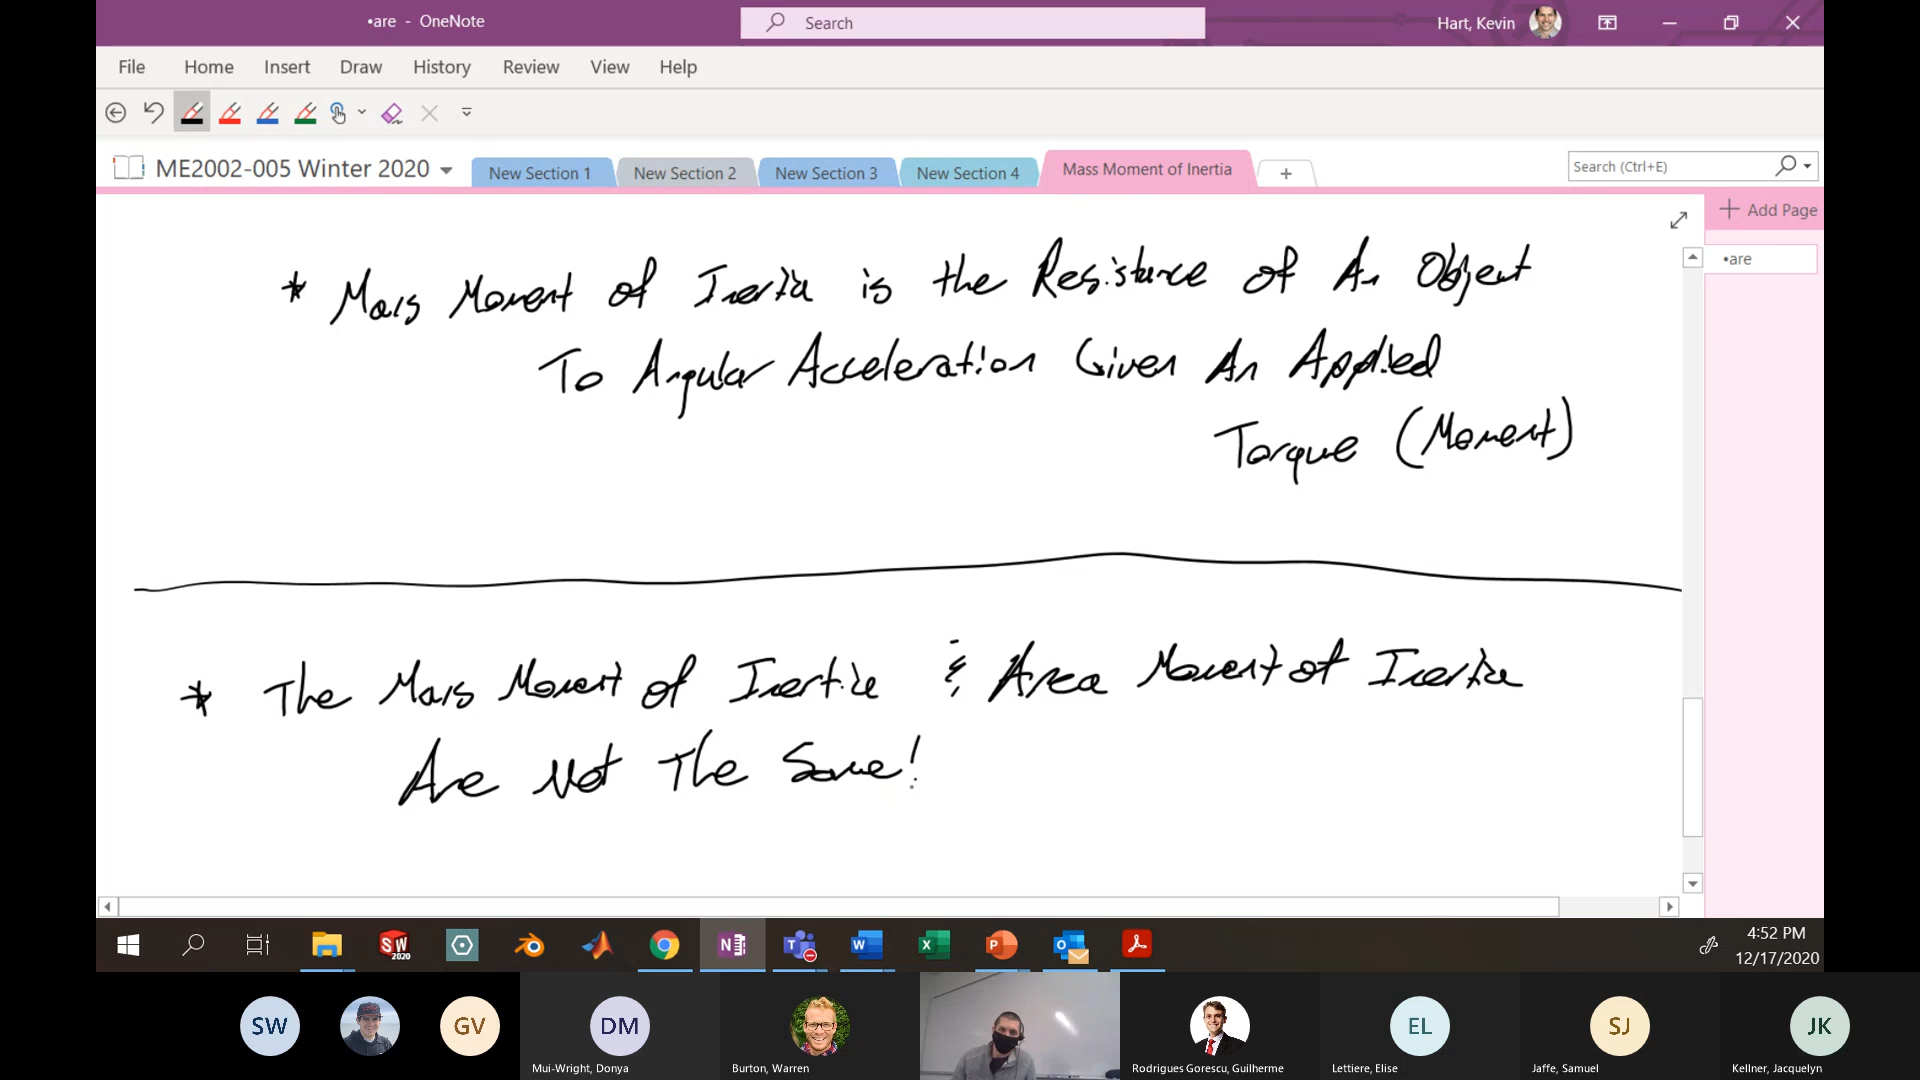 •are - OneNote
Search
Hart, Kevin
File Home Insert Draw History Review View Help
ME2002-005 Winter 2020
New Section 1
New Section 2
New Section 3
New Section 4
Mass Moment of Inertia
+
Search (Ctrl+E)
Add Page
•are
* Mass Moment of Inertia is the Resistance of An Object
To Angular Acceleration Given An Applied
Torque (Moment)
* The Mass Moment of Inertia & Area Moment of Inertia
Are Not The Same!
SW
2020
N
T
W
X
P
O
4:52 PM
12/17/2020
SW
GV
DM
EL
SJ
JK
Mui-Wright, Donya
Burton, Warren
Rodrigues Gorescu, Guilherme
Lettiere, Elise
Jaffe, Samuel
Kellner, Jacquelyn